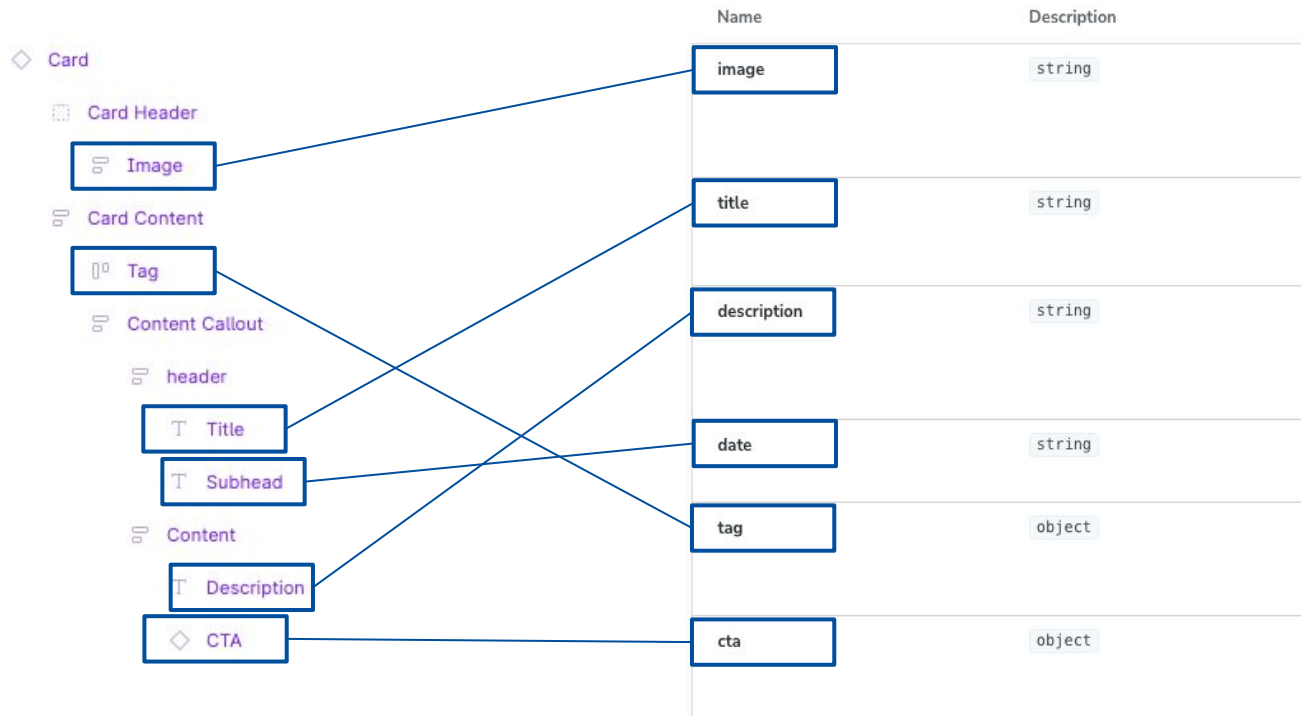 Name Description
Card
Card Header
Image
Card Content
Tag
Content Callout
header
Title
Subhead
Content
Description
CTA
image string
title string
description string
date string
tag object
cta object